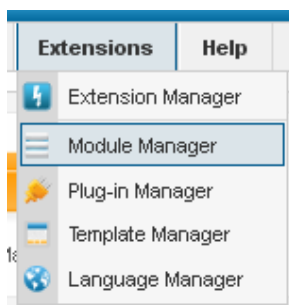 Extensions Help
Extension Manager
Module Manager
Plug-in Manager
Template Manager
Language Manager